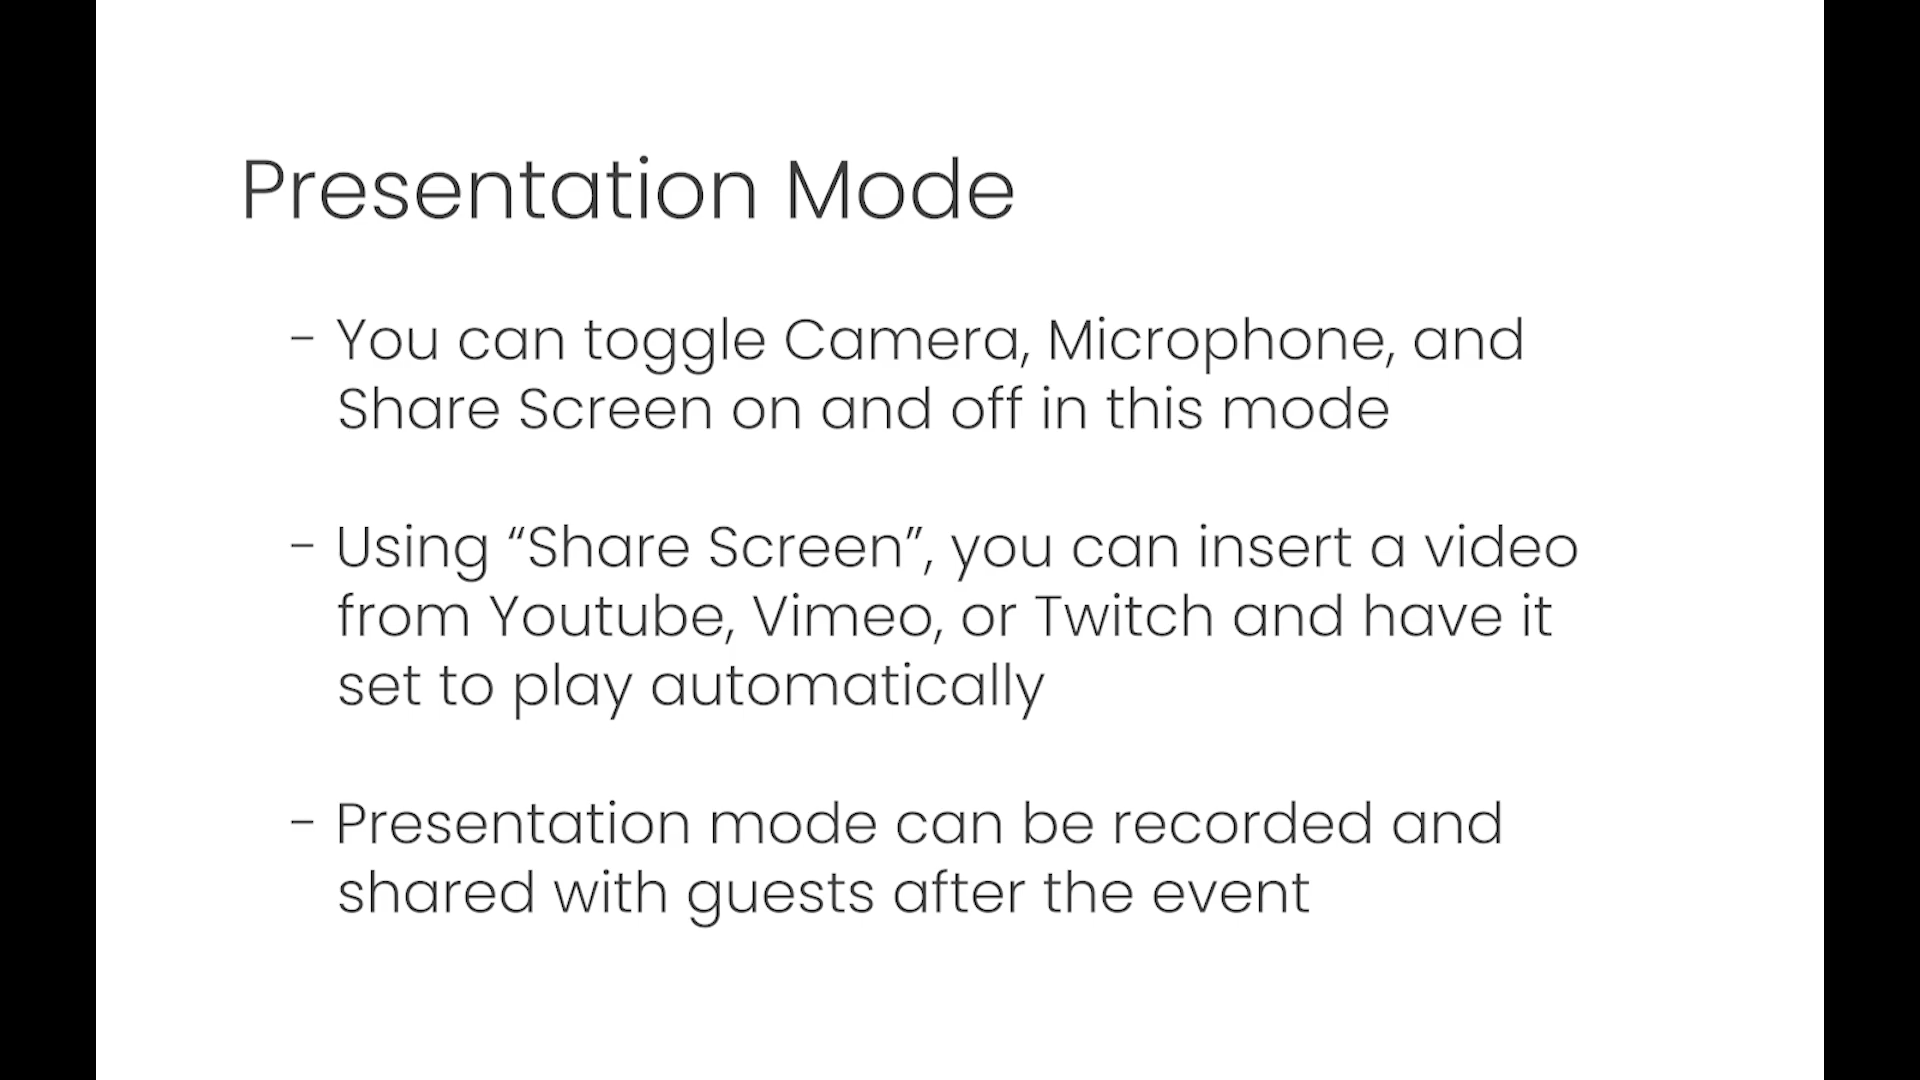 Presentation Mode
- You can toggle Camera, Microphone, and
Share Screen on and off in this mode
- Using “Share Screen”, you can insert a video
from Youtube, Vimeo, or Twitch and have it
set to play automatically
- Presentation mode can be recorded and
shared with guests after the event